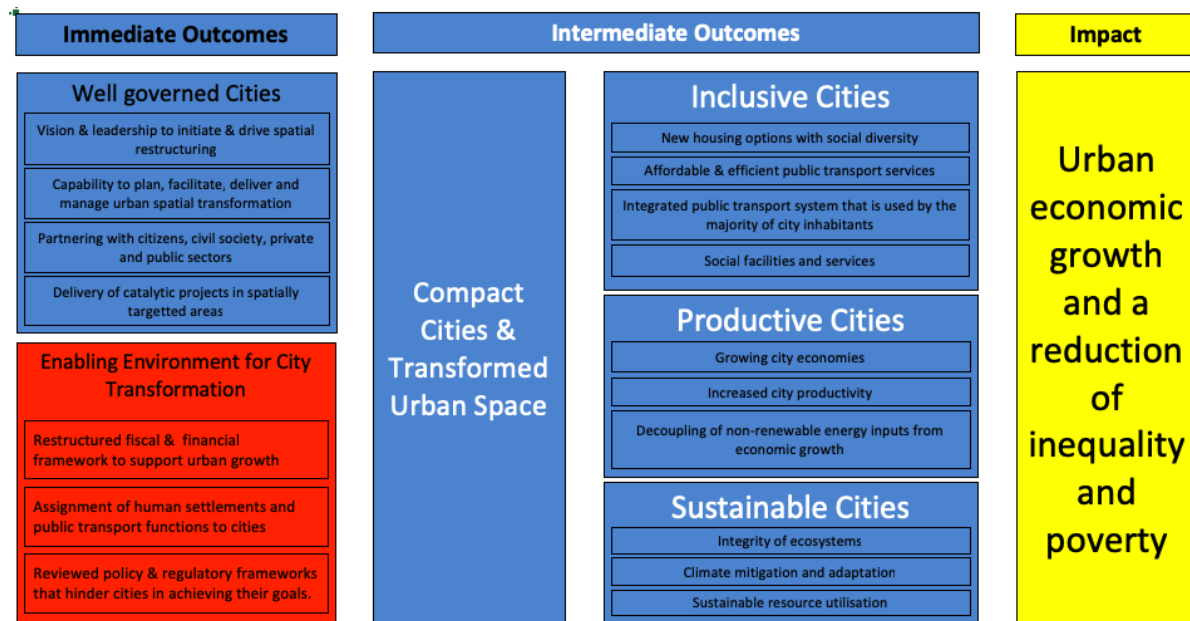 Immediate Outcomes
Intermediate Outcomes
Impact
Well governed Cities
Vision & leadership to initiate & drive spatial
restructuring
Capability to plan, facilitate, deliver and
manage urban spatial transformation
Partnering with citizens, civil society, private
and public sectors
Delivery of catalytic projects in spatially
targetted areas
Enabling Environment for City
Transformation
Restructured fiscal & financial
framework to support urban growth
Assignment of human settlements and
public transport functions to cities
Reviewed policy & regulatory frameworks
that hinder cities in achieving their goals.
Compact
Cities &
Transformed
Urban Space
Inclusive Cities
New housing options with social diversity
Affordable & efficient public transport services
Integrated public transport system that is used by the
majority of city inhabitants
Social facilities and services
Productive Cities
Growing city economies
Increased city productivity
Decoupling of non-renewable energy inputs from
economic growth
Sustainable Cities
Integrity of ecosystems
Climate mitigation and adaptation
Sustainable resource utilisation
Urban
economic
growth
and a
reduction
of
inequality
and
poverty